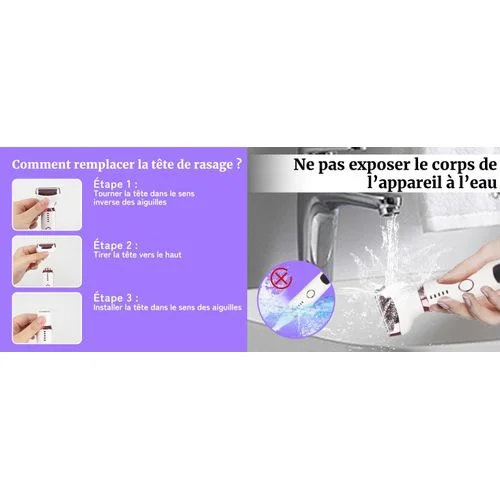 Comment remplacer la tête de rasage ?
Étape 1 :
Tourner la tête dans le sens
inverse des aiguilles
Étape 2 :
Tirer la tête vers le haut
Étape 3 :
Installer la tête dans le sens des aiguilles
Ne pas exposer le corps de
l’appareil à l’eau